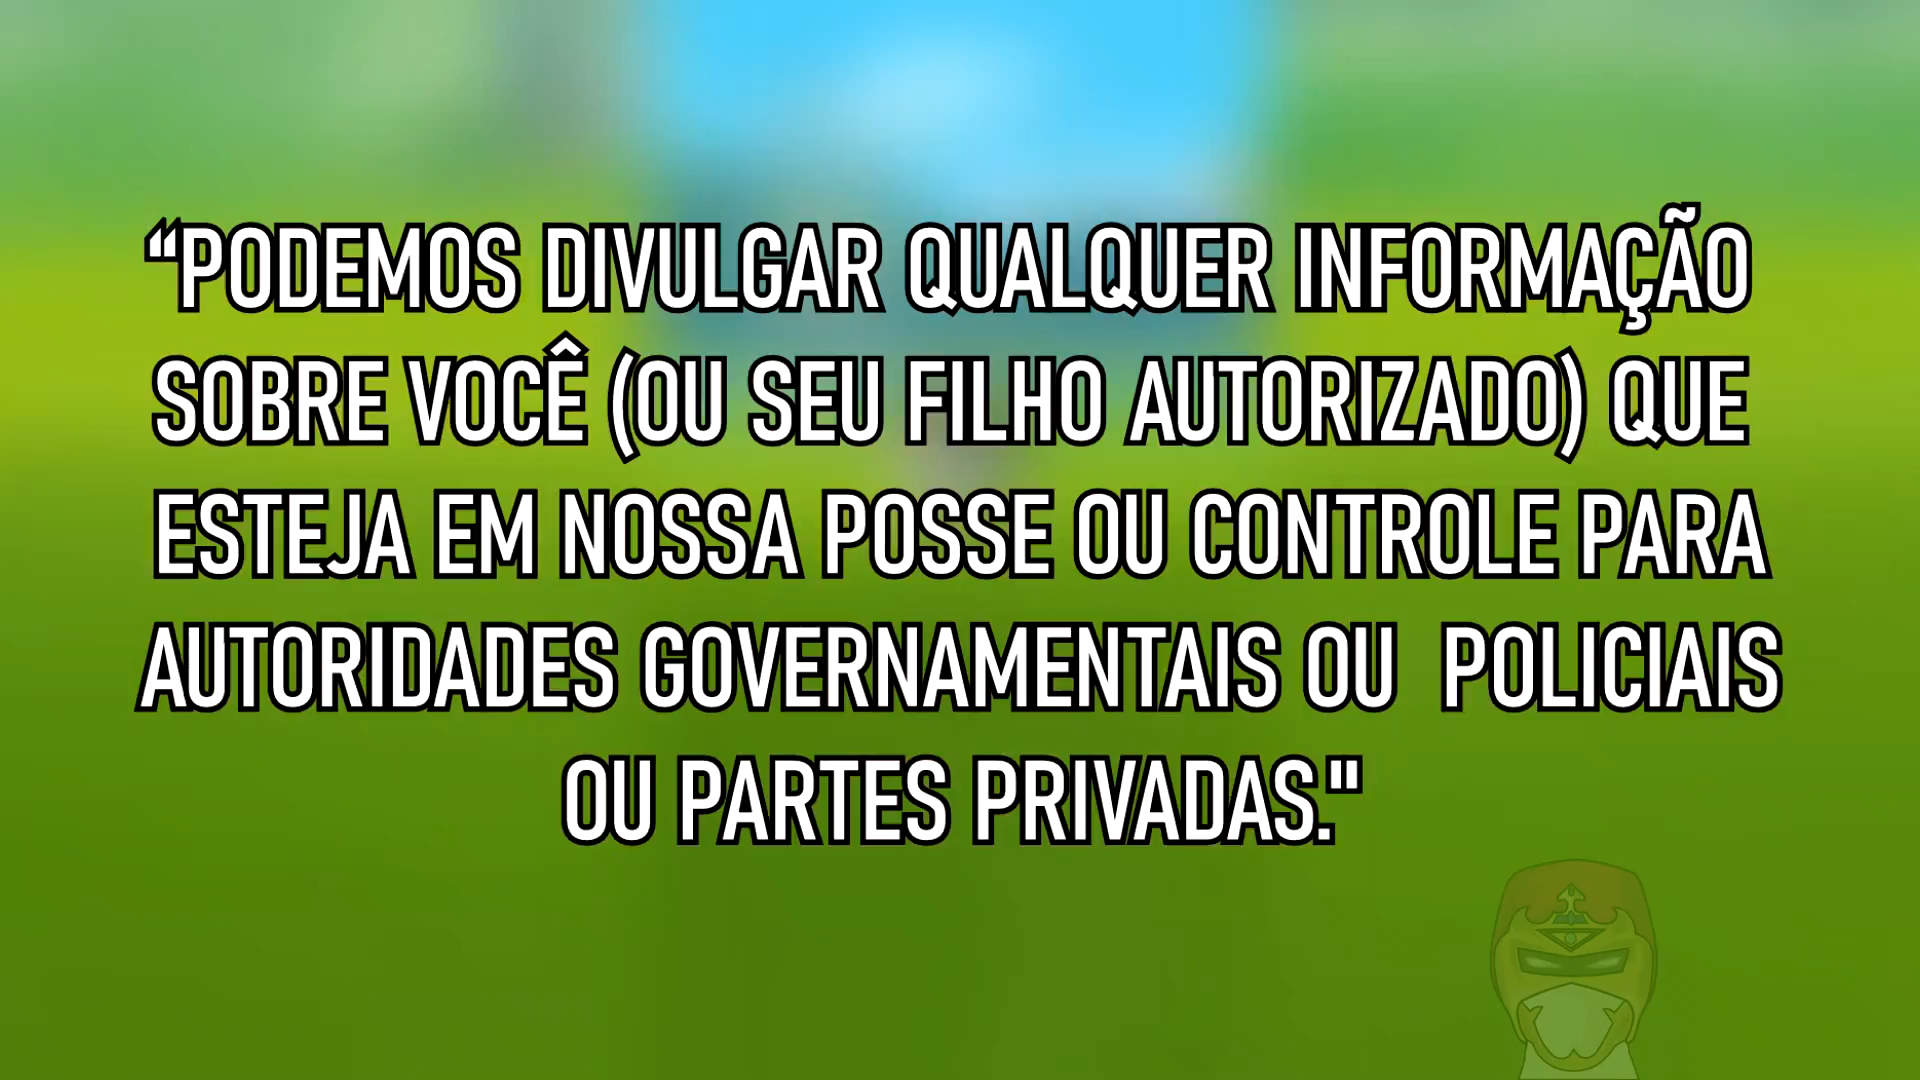 “PODEMOS DIVULGAR QUALQUER INFORMAÇÃO
SOBRE VOCÊ (OU SEU FILHO AUTORIZADO) QUE
ESTEJA EM NOSSA POSSE OU CONTROLE PARA
AUTORIDADES GOVERNAMENTAIS OU  POLICIAIS
OU PARTES PRIVADAS."